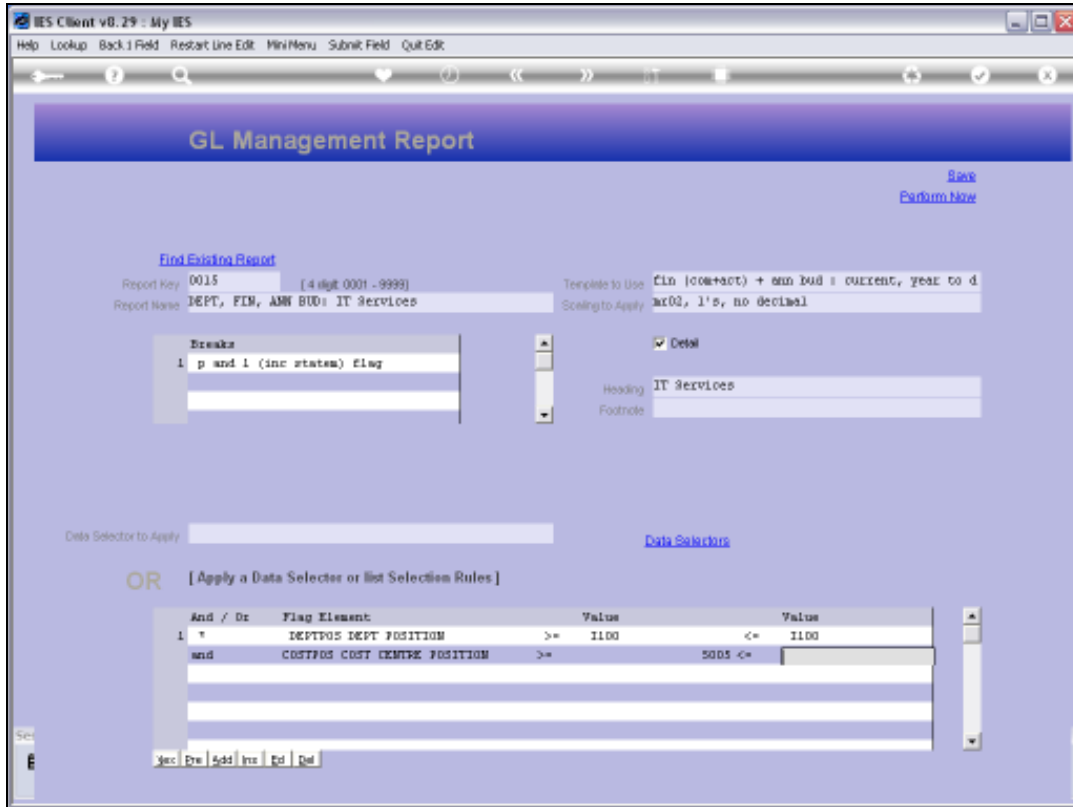 IES Client v8.29 : My IES
Help Lookup Back 1 Field Restart Line Edit MiniMenu Submit Field Quit Edit
GL Management Report
Save
Perform Now
Find Existing Report
Report Key 0015 [ 4 digit: 0001 - 9999] Template to Use fin (com+act) + ann bud : current, year to d
Report Name DEPT, FIN, ANN BUD: IT Services Scaling to Apply mr02, 1's, no decimal
Breaks Detail
1 p and l (inc statem) flag
Heading IT Services
Footnote
Data Selector to Apply Data Selectors
OR [ Apply a Data Selector or list Selection Rules ]
And / Or Flag Element Value Value
1 DEPTPOS DEPT POSITION >= I100 <= I100
and COSTPOS COST CENTRE POSITION >= 5005 <=
Nex Pre Add Ins Ed Del